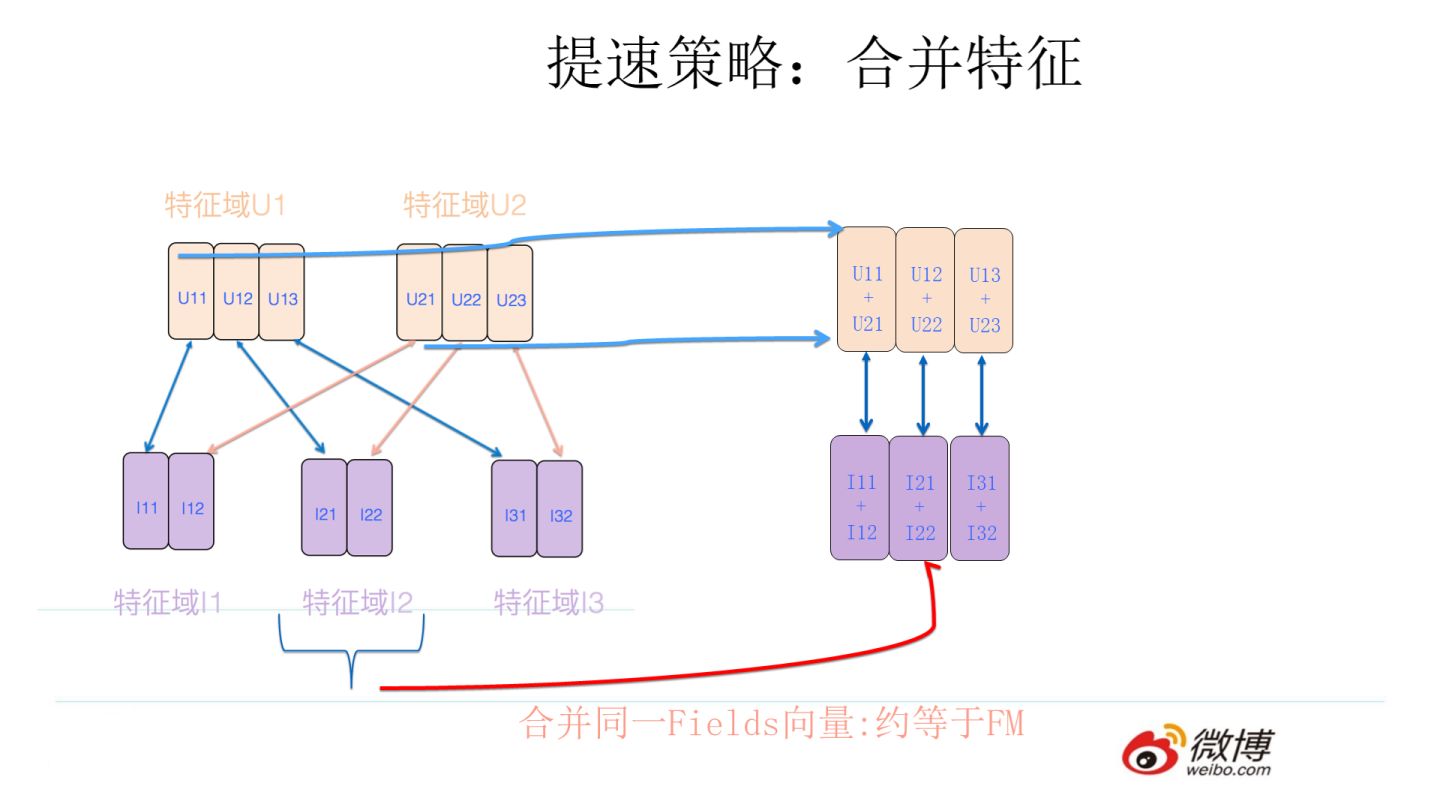 提速策略：合并特征
特征域U1
特征域U2
U11 U12 U13
U21 U22 U23
U11
+
U21
U12
+
U22
U13
+
U23
I11 I12
I21 I22
I31 I32
I11
+
I12
I21
+
I22
I31
+
I32
特征域I1
特征域I2
特征域I3
合并同一Fields向量:约等于FM
微博
weibo.com